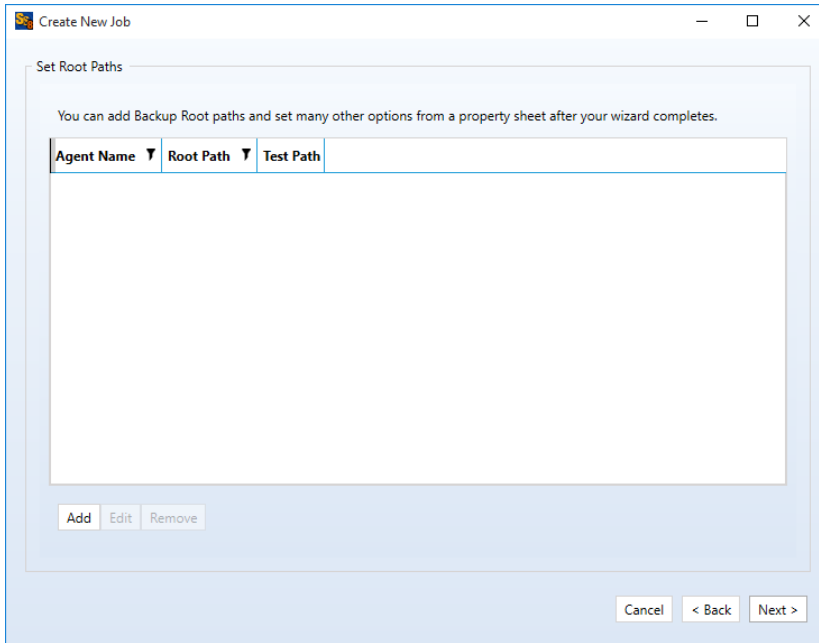 Create New Job
Set Root Paths
You can add Backup Root paths and set many other options from a property sheet after your wizard completes.
Agent Name Root Path Test Path
Add Edit Remove
Cancel < Back Next >